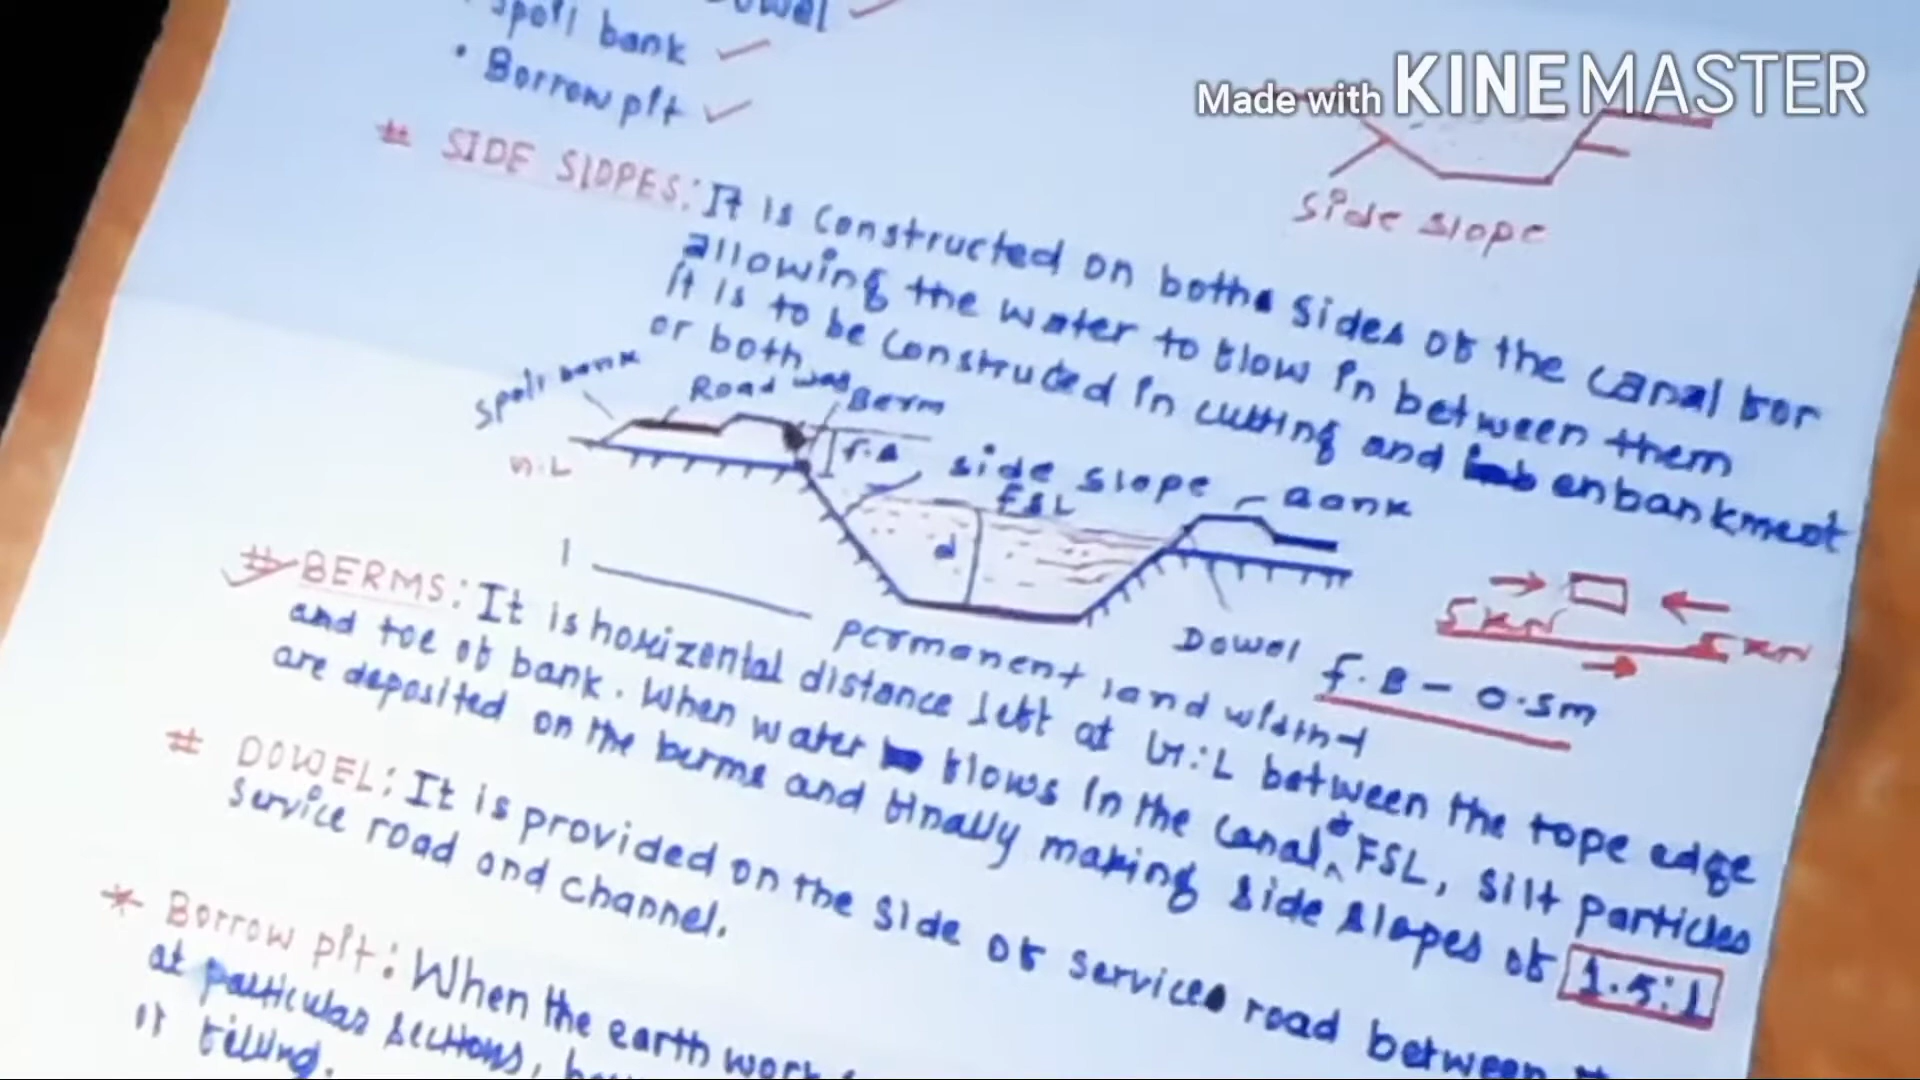 Dowel
Spoil bank
• Borrow pit
Made with KINEMASTER
side slope
# SIDE SLOPES: It is constructed on both sides of the canal for
allowing the water to flow in between them
it is to be constructed in cutting and enbankment
or both
spoil bank
Road way
Berm
F.B
side slope
FSL
Bank
N.L
d
Dowel
permanent land width
5 KN
5 KN
F.B - 0.5m
# BERMS: It is horizental distance left at G.L between the tope edge
and toe of bank. When water flows in the canal FSL, silt particles
are deposited on the berms and finally making side slopes of 1.5:1
# DOWEL: It is provided on the side of service road between
service road and channel.
* Borrow pit: When the earth work
at particular sections,
of filling.